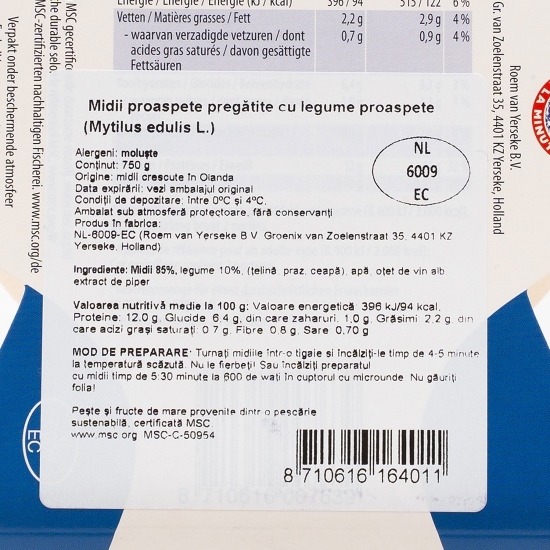 Energie / Énergie / Energie (kJ / kcal) 396 / 94 393 / 122 6 %
Vetten / Matières grasses / Fett 2,2 g 2,9 g 4 %
- waarvan verzadigde vetzuren / dont 0,7 g 0,9 g 4 %
acides gras saturés / davon gesättigte
Fettsäuren
MSC gecertificeerde
MSC-zertifizierten nachhaltigen Fischerei. www.msc.org/de
Verpakt onder beschermende atmosfeer
Roem van Yerseke B.V.
Gr. van Zoelenstraat 35, 4401 KZ Yerseke, Holland
LA MINU
Midii proaspete pregătite cu legume proaspete
(Mytilus edulis L.)
Alergeni: moluște
Conținut: 750 g
Origine: midii crescute în Olanda
Data expirării: vezi ambalajul original
Condiții de depozitare: între 0ºC și 4ºC.
Ambalat sub atmosferă protectoare, fără conservanți
Produs în fabrica:
NL-6009-EC (Roem van Yerseke B.V. Groenix van Zoelenstraat 35, 4401 KZ
Yerseke, Holland)
NL
6009
EC
Ingrediente: Midii 85%, legume 10%, (țelină, praz, ceapă), apă, oțet de vin alb
extract de piper
Valoarea nutritivă medie la 100 g: Valoare energetică: 396 kJ/94 kcal,
Proteine: 12,0 g, Glucide 6,4 g, din care zaharuri: 1,0 g, Grăsimi: 2,2 g, din
care acizi grași saturați: 0,7 g, Fibre: 0,8 g, Sare: 0,70 g
MOD DE PREPARARE: Turnați midiile într-o tigaie si încălziți-le timp de 4-5 minute
la temperatură scăzută. Nu le fierbeți! Sau încălziți preparatul
cu midii timp de 5:30 minute la 600 de wați în cuptorul cu microunde. Nu găuriți
folia!
Pește și fructe de mare provenite dintr-o pescărie
sustenabilă, certificată MSC
www.msc.org MSC-C-50954
8 710616 164011
EC